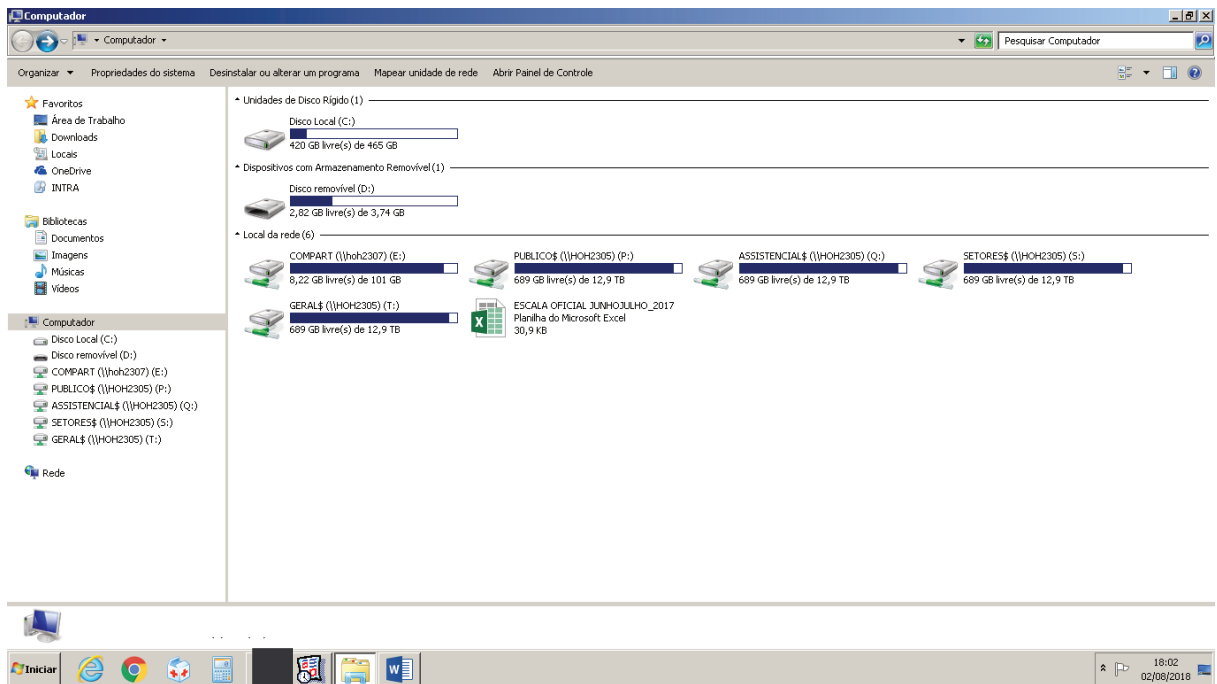 Computador
Computador
Pesquisar Computador
Organizar Propriedades do sistema Desinstalar ou alterar um programa Mapear unidade de rede Abrir Painel de Controle
Favoritos
Área de Trabalho
Downloads
Locais
OneDrive
INTRA
Bibliotecas
Documentos
Imagens
Músicas
Vídeos
Computador
Disco Local (C:)
Disco removível (D:)
COMPART (\\hoh2307) (E:)
PUBLICO$ (\\HOH2305) (P:)
ASSISTENCIAL$ (\\HOH2305) (Q:)
SETORES$ (\\HOH2305) (S:)
GERAL$ (\\HOH2305) (T:)
Rede
Unidades de Disco Rígido (1)
Disco Local (C:)
420 GB livre(s) de 465 GB
Dispositivos com Armazenamento Removível (1)
Disco removível (D:)
2,82 GB livre(s) de 3,74 GB
Local da rede (6)
COMPART (\\hoh2307) (E:)
8,22 GB livre(s) de 101 GB
PUBLICO$ (\\HOH2305) (P:)
689 GB livre(s) de 12,9 TB
ASSISTENCIAL$ (\\HOH2305) (Q:)
689 GB livre(s) de 12,9 TB
SETORES$ (\\HOH2305) (S:)
689 GB livre(s) de 12,9 TB
GERAL$ (\\HOH2305) (T:)
689 GB livre(s) de 12,9 TB
ESCALA OFICIAL JUNHOJULHO_2017
Planilha do Microsoft Excel
30,9 KB
Iniciar
18:02
02/08/2018